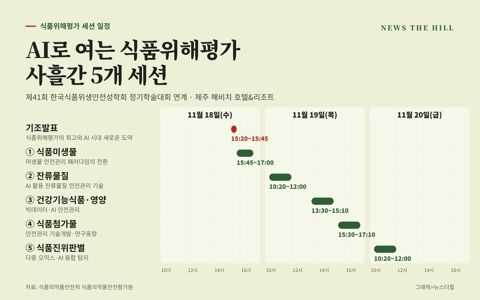 식품위해평가 세션 일정
NEWS THE HILL
AI로 여는 식품위해평가
사흘간 5개 세션
제41회 한국식품위생안전성학회 정기학술대회 연계 · 제주 해비치 호텔&리조트
11월 18일(수)
11월 19일(목)
11월 20일(금)
기조발표
식품위해평가의 회고와 AI 시대 새로운 도약
15:20~15:45
① 식품미생물
미생물 안전관리 패러다임의 전환
15:45~17:00
② 잔류물질
AI 활용 잔류물질 안전관리 기술
10:20~12:00
③ 건강기능식품·영양
빅데이터·AI 안전관리
13:30~15:10
④ 식품첨가물
안전관리 기술개발·연구동향
15:30~17:10
⑤ 식품진위판별
다중 오믹스·AI 융합 탐지
10:20~12:00
10시 12시 14시 16시 10시 12시 14시 16시 10시 12시 14시 16시
자료: 식품의약품안전처 식품의약품안전평가원
그래픽=뉴스더힐